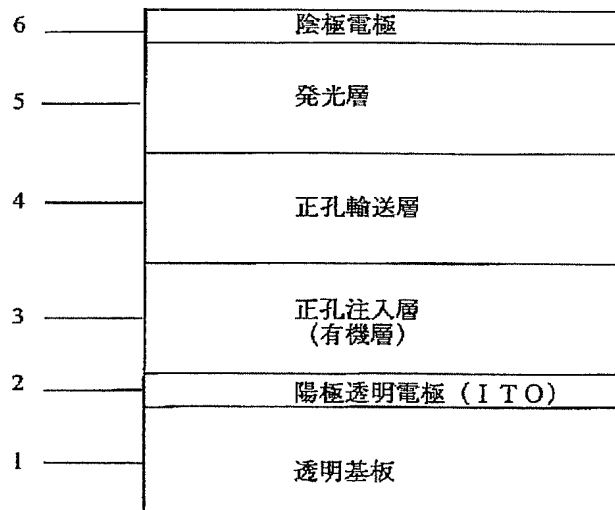 6 陰極電極
5 発光層
4 正孔輸送層
3 正孔注入層
(有機層)
2 陽極透明電極 (ITO)
1 透明基板